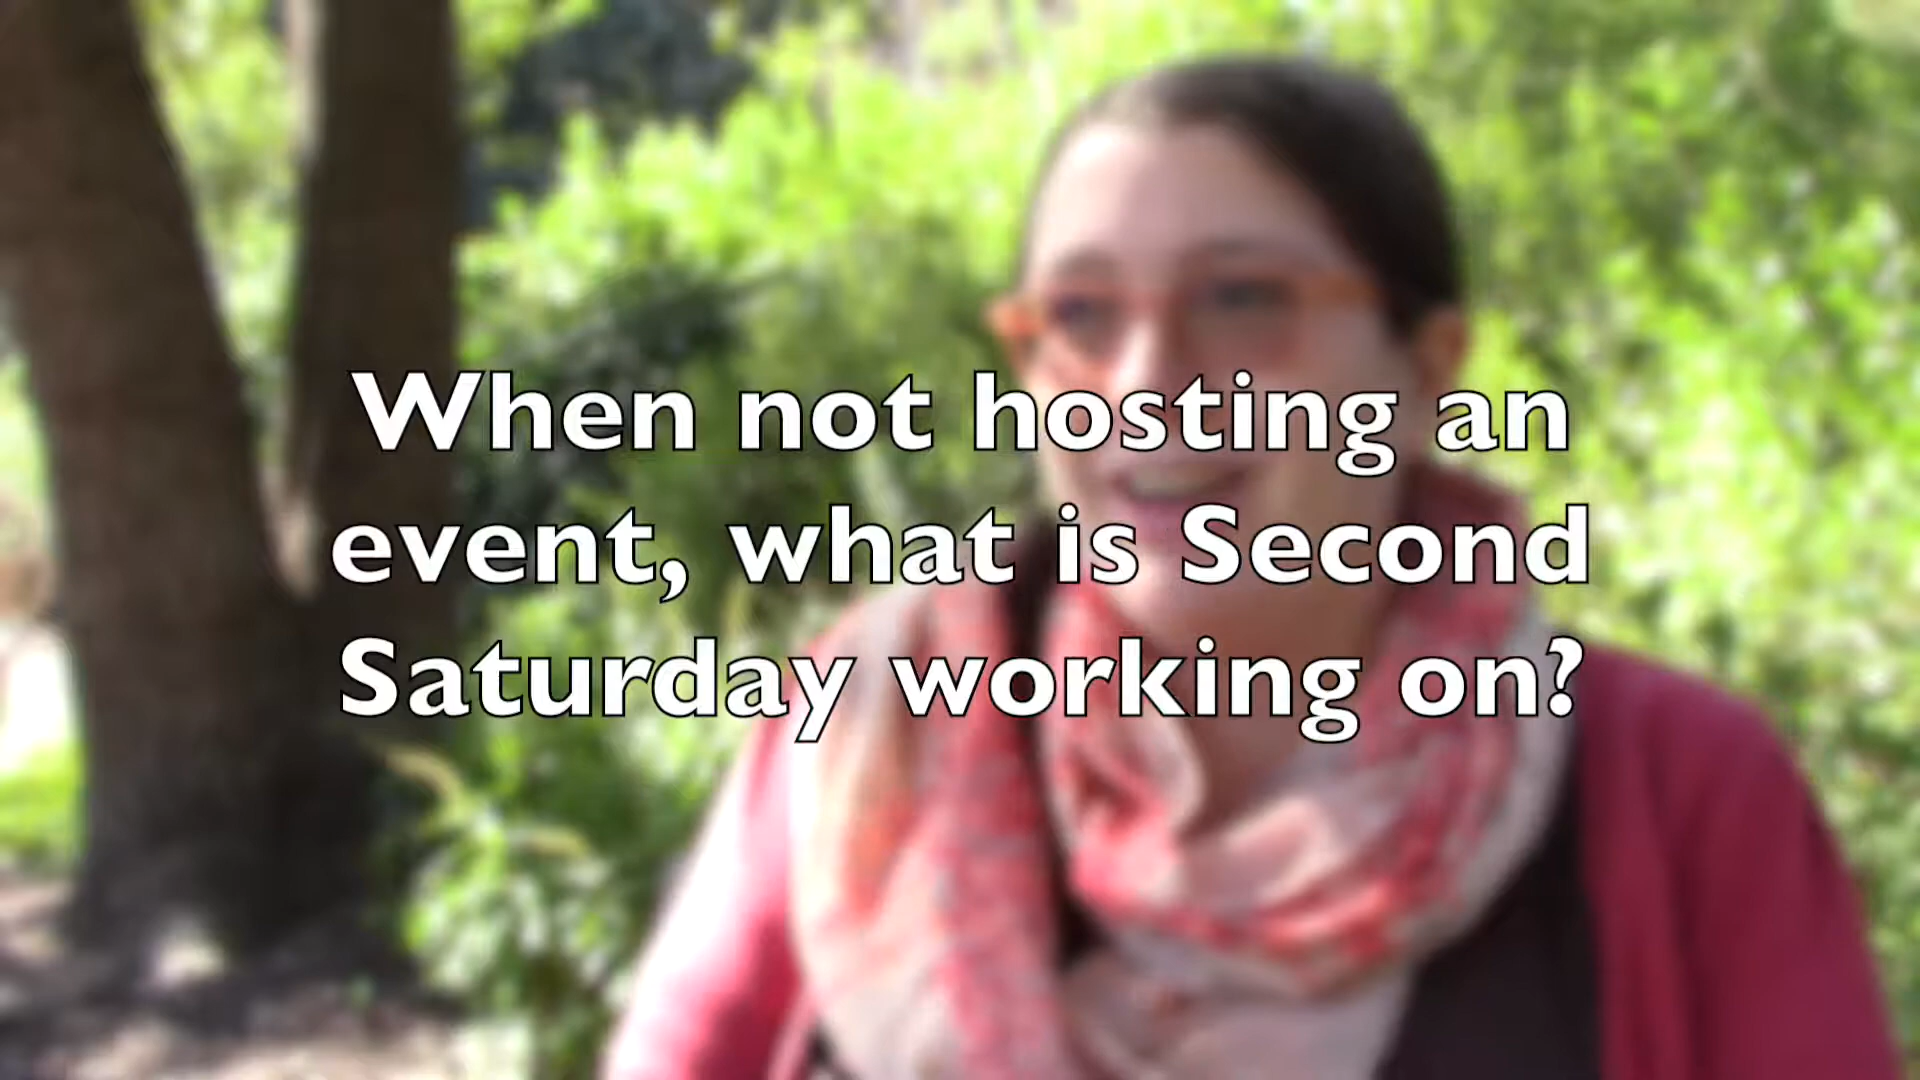 When not hosting an
event, what is Second
Saturday working on?